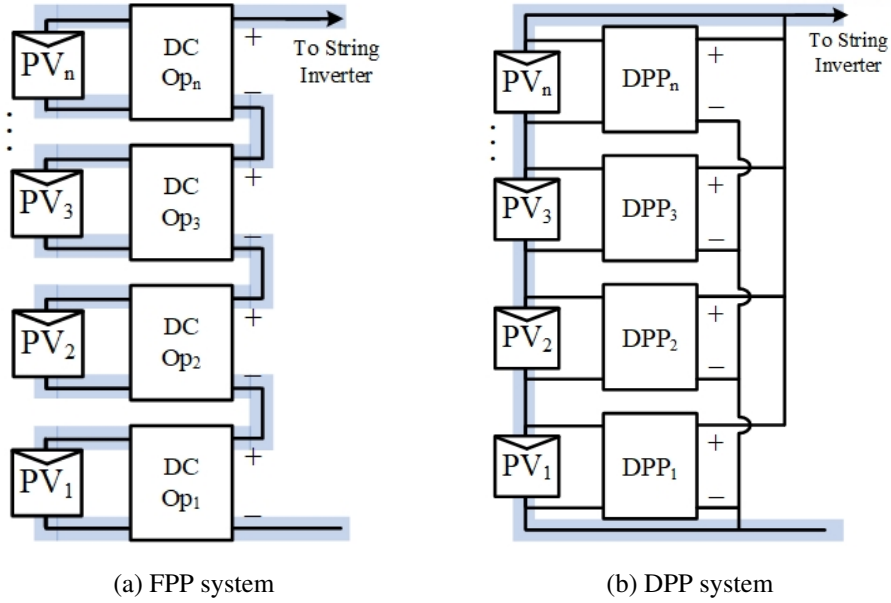 PVₙ
DC
Opₙ
+
−
To String
Inverter
...
PV₃
DC
Op₃
+
−
PV₂
DC
Op₂
+
−
PV₁
DC
Op₁
+
−
(a) FPP system
PVₙ
DPPₙ
+
−
To String
Inverter
...
PV₃
DPP₃
+
−
PV₂
DPP₂
+
−
PV₁
DPP₁
+
−
(b) DPP system